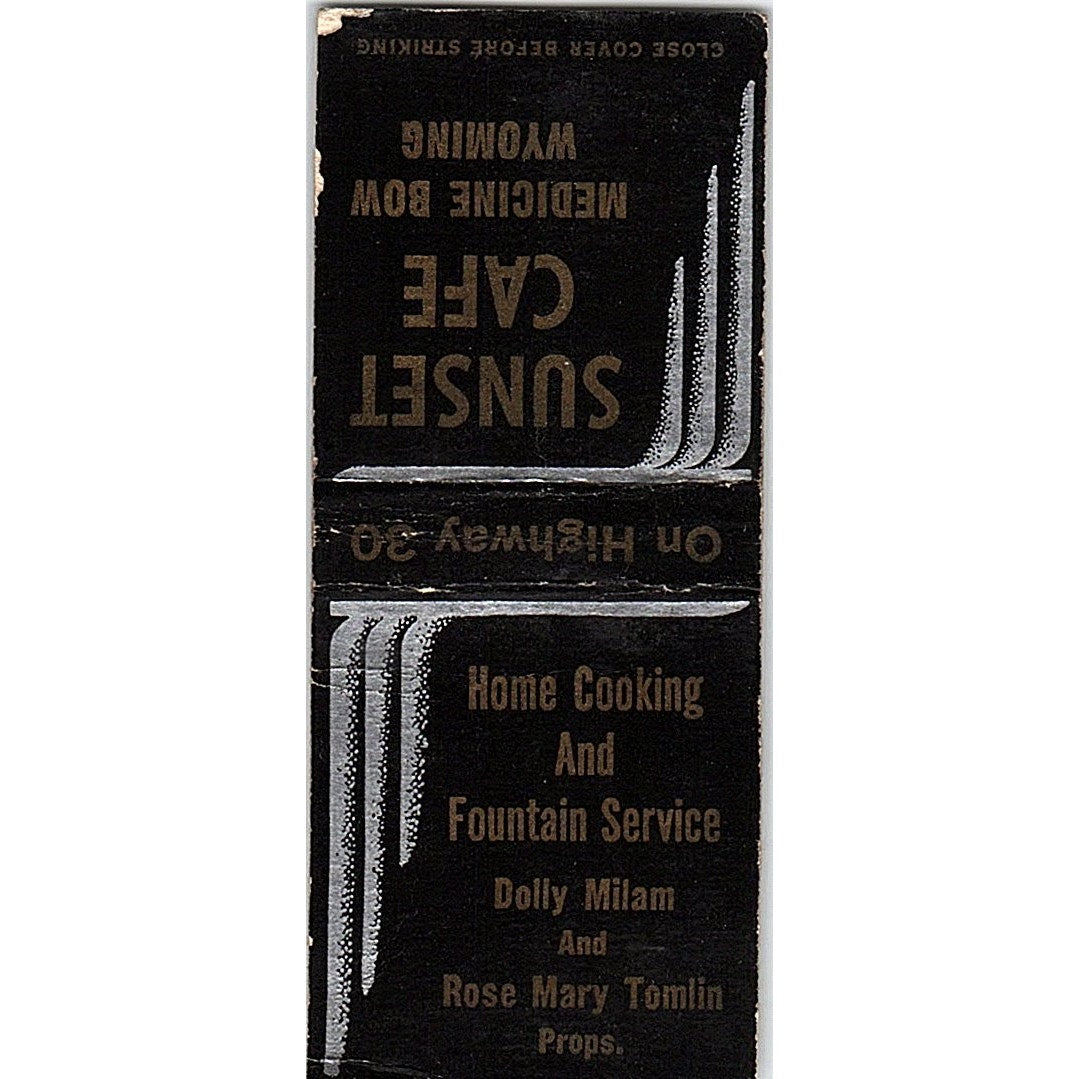 SUNSET
CAFE
MEDICINE BOW
WYOMING
CLOSE COVER BEFORE STRIKING
On Highway 30
Home Cooking
And
Fountain Service
Dolly Milam
And
Rose Mary Tomlin
Props.